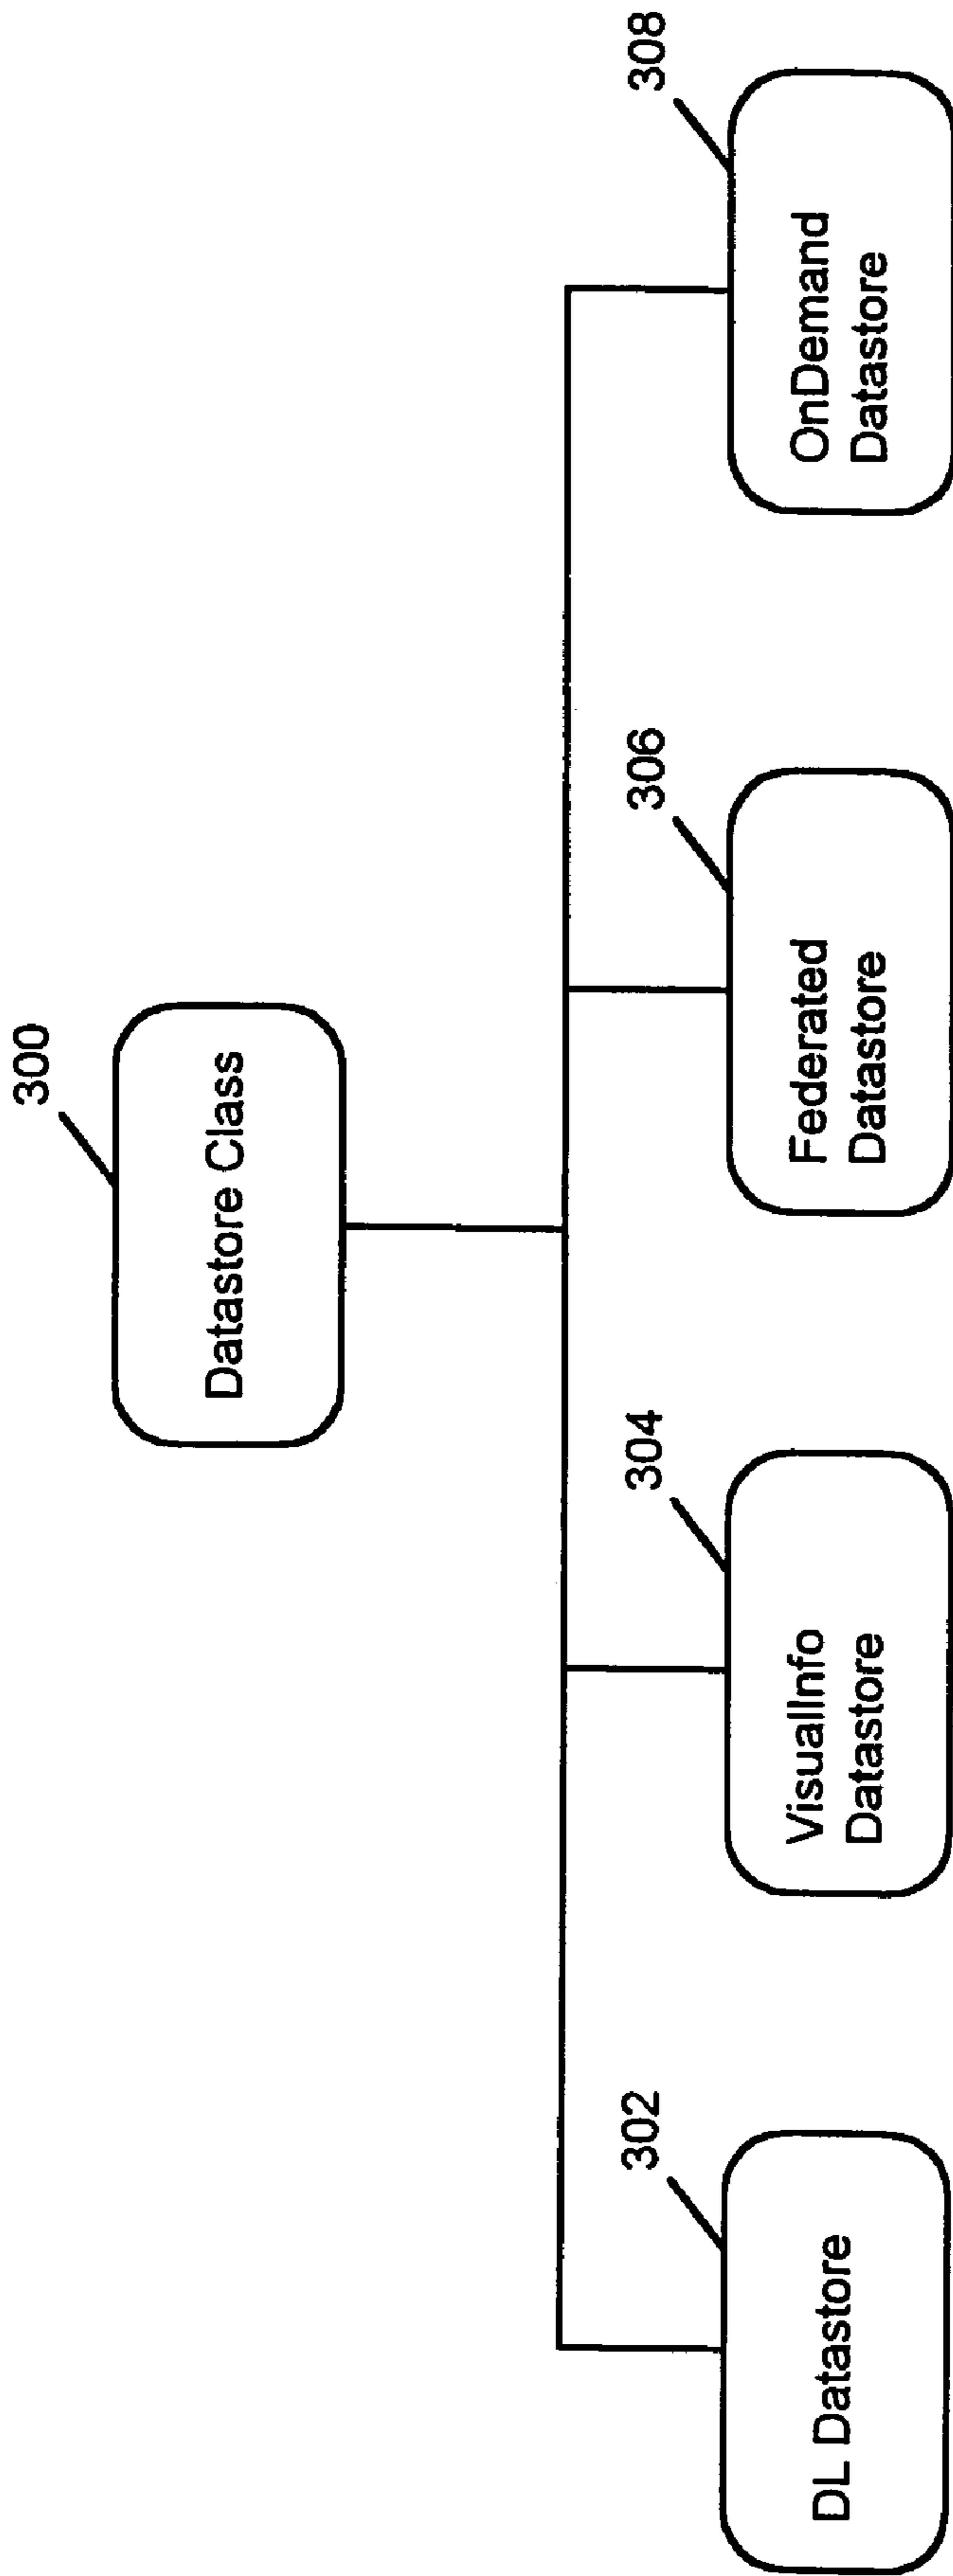 300
Datastore Class
302
DL Datastore
304
VisualInfo
Datastore
306
Federated
Datastore
308
OnDemand
Datastore